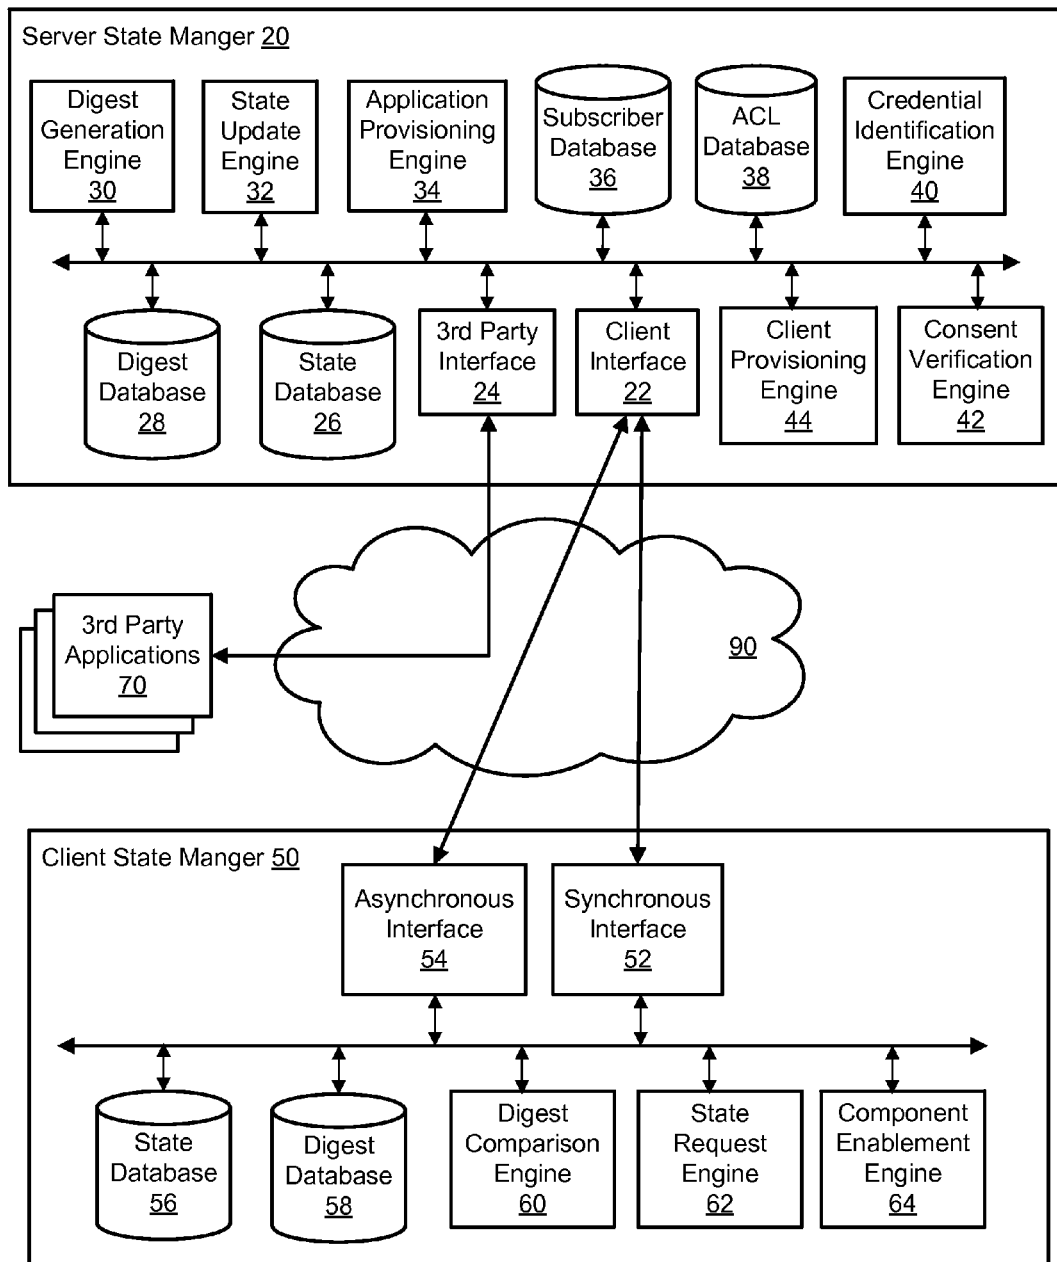 Server State Manger 20
Digest
Generation
Engine
30
State
Update
Engine
32
Application
Provisioning
Engine
34
Subscriber
Database
36
ACL
Database
38
Credential
Identification
Engine
40
Digest
Database
28
State
Database
26
3rd Party
Interface
24
Client
Interface
22
Client
Provisioning
Engine
44
Consent
Verification
Engine
42
3rd Party
Applications
70
90
Client State Manger 50
Asynchronous
Interface
54
Synchronous
Interface
52
State
Database
56
Digest
Database
58
Digest
Comparison
Engine
60
State
Request
Engine
62
Component
Enablement
Engine
64